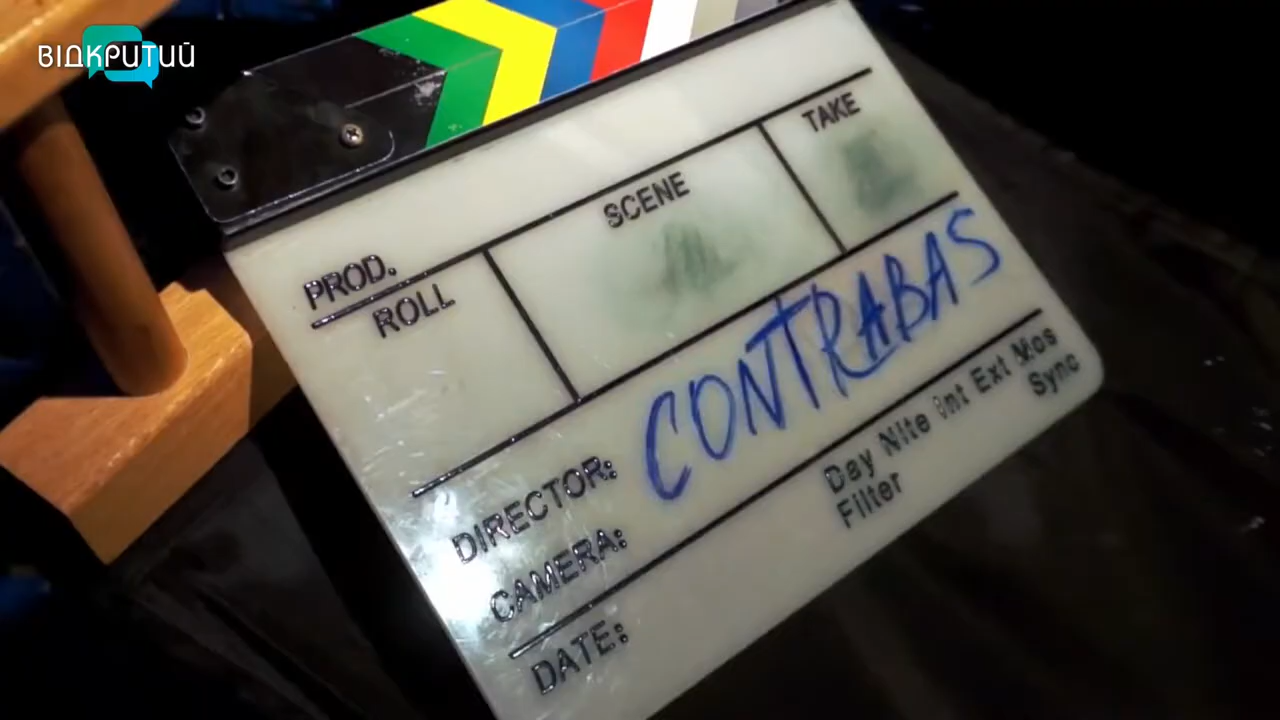 ВІДКРИТИЙ
PROD.
ROLL
SCENE
TAKE
DIRECTOR:
CONTRABAS
CAMERA:
Day Nite Int Ext Mos
Filter
Sync
DATE: